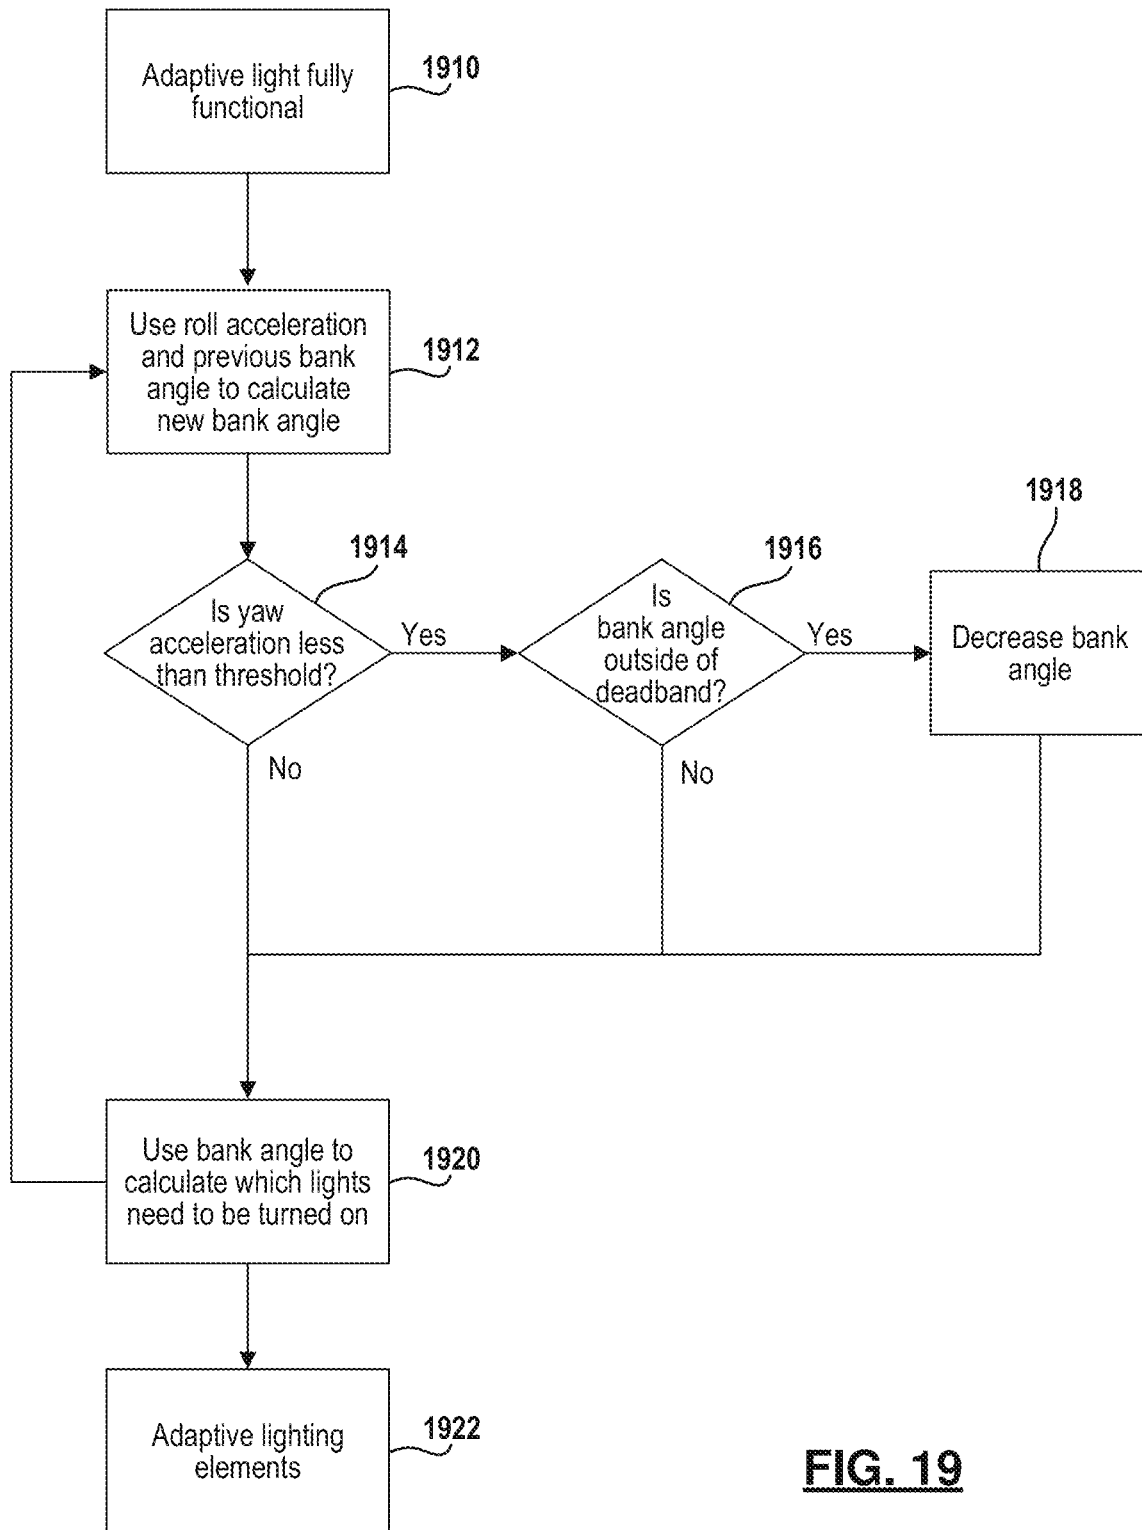 Adaptive light fully
functional
1910
Use roll acceleration
and previous bank
angle to calculate
new bank angle
1912
1914
Is yaw
acceleration less
than threshold?
Yes
No
1916
Is
bank angle
outside of
deadband?
Yes
No
1918
Decrease bank
angle
Use bank angle to
calculate which lights
need to be turned on
1920
Adaptive lighting
elements
1922
FIG. 19